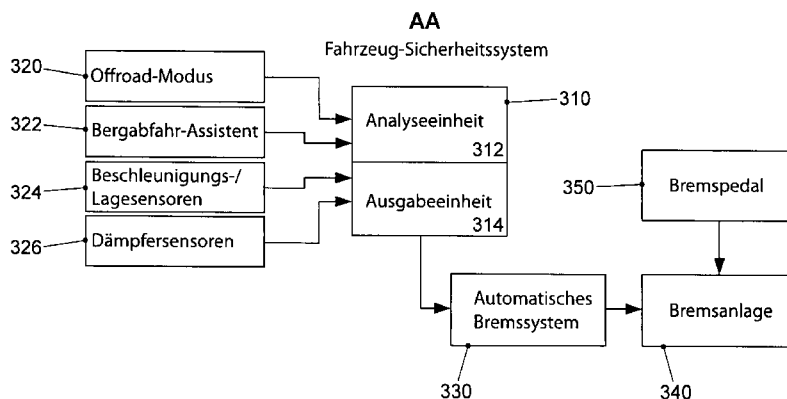 AA
Fahrzeug-Sicherheitssystem
320
Offroad-Modus
322
Bergabfahr-Assistent
324
Beschleunigungs-/
Lagesensoren
326
Dämpfersensoren
310
Analyseeinheit
312
Ausgabeeinheit
314
350
Bremspedal
Automatisches
Bremssystem
330
Bremsanlage
340